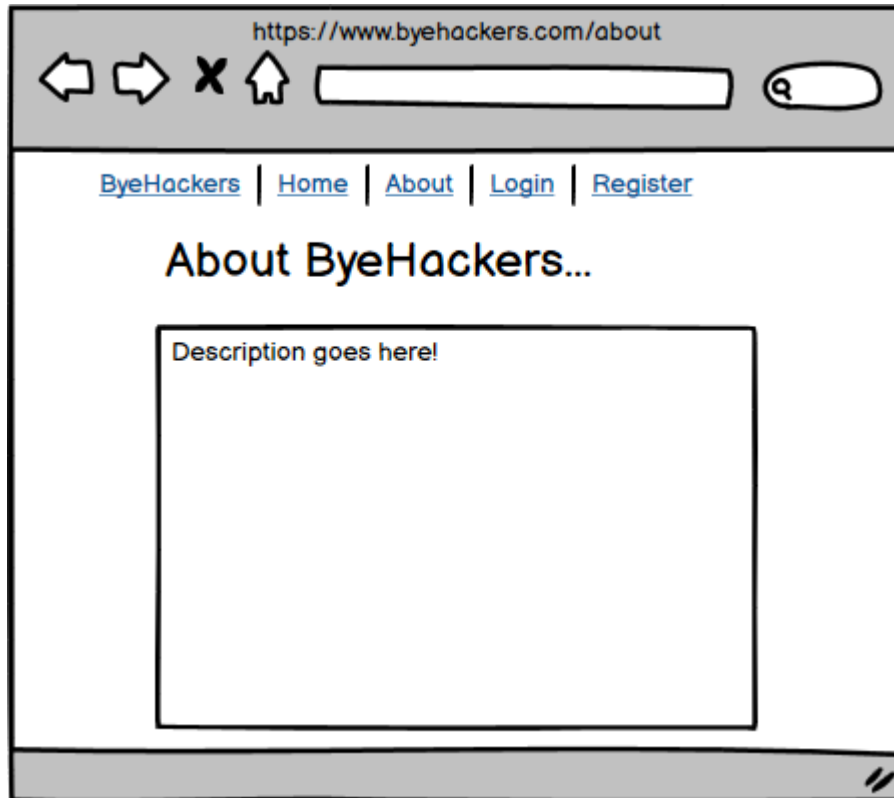 https://www.byehackers.com/about
ByeHackers Home About Login Register
About ByeHackers...
Description goes here!